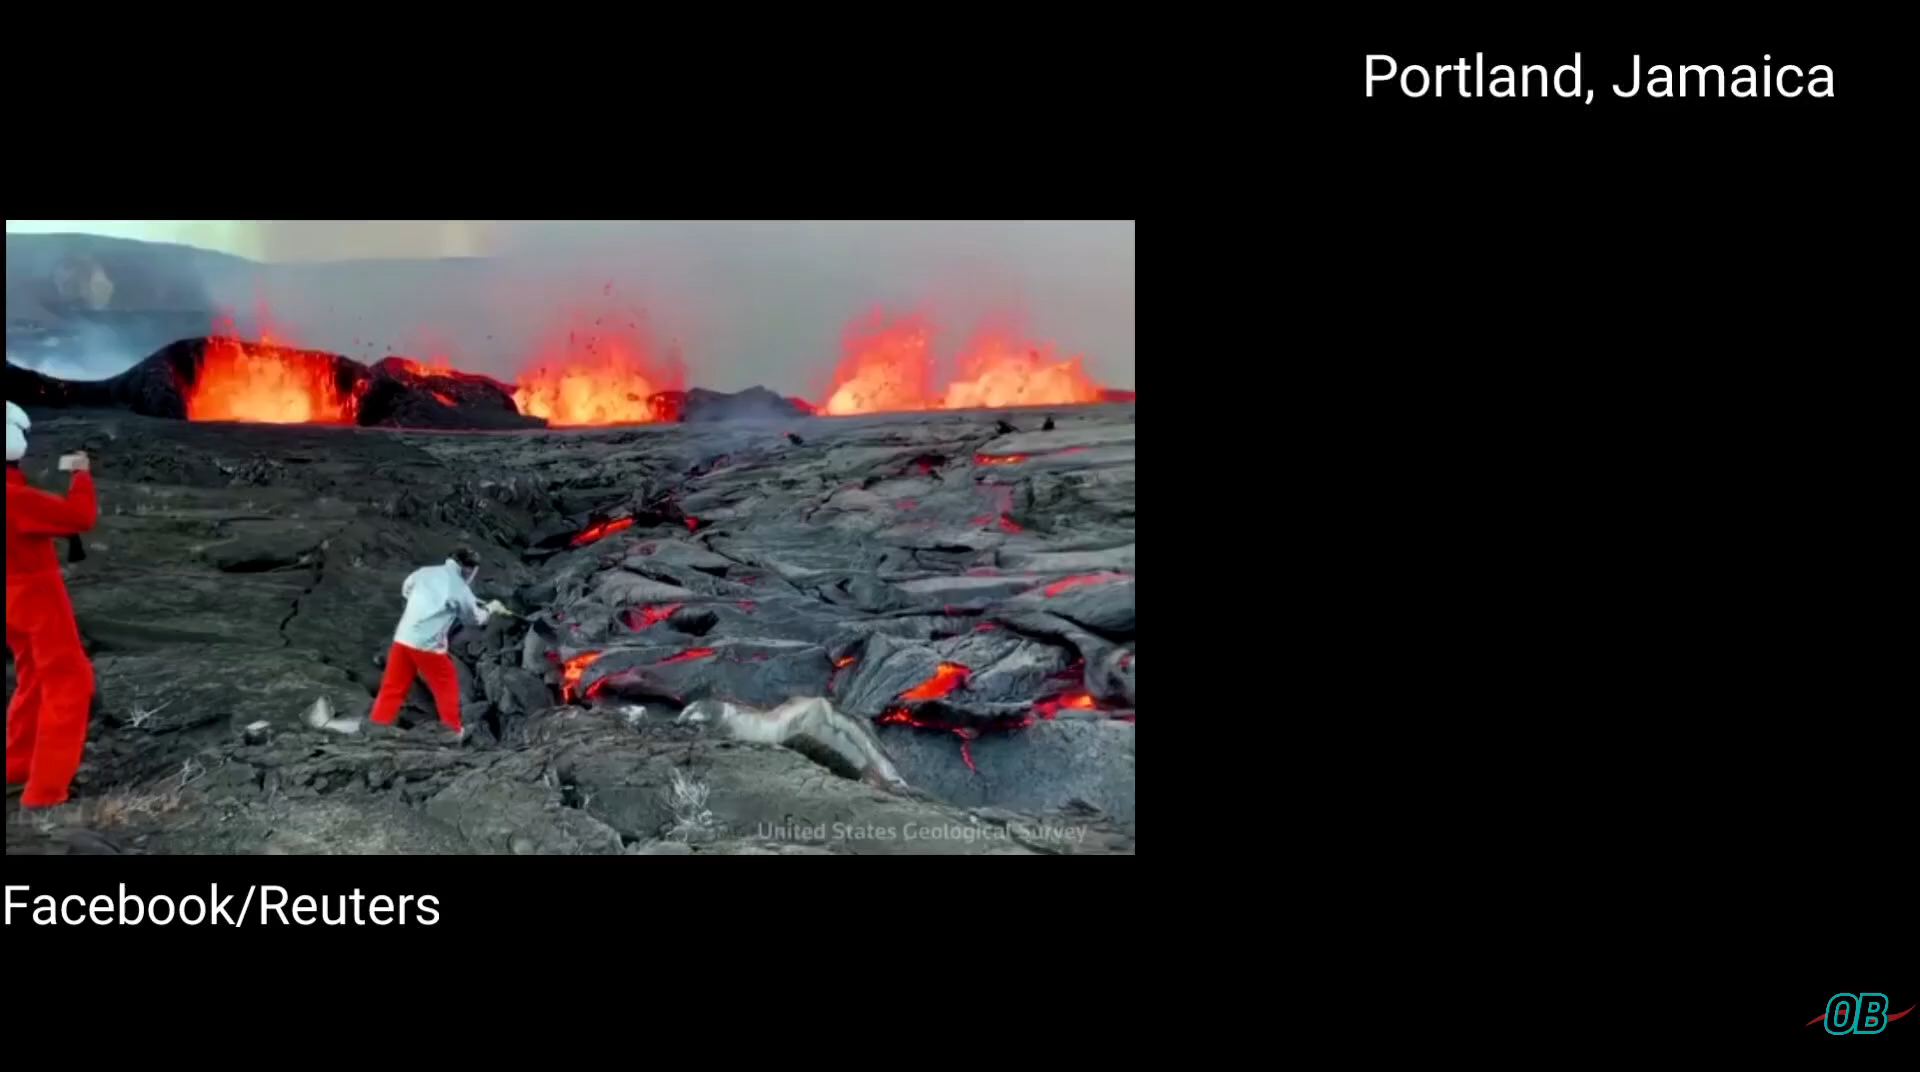 Portland, Jamaica
United States Geological Survey
Facebook/Reuters
OB